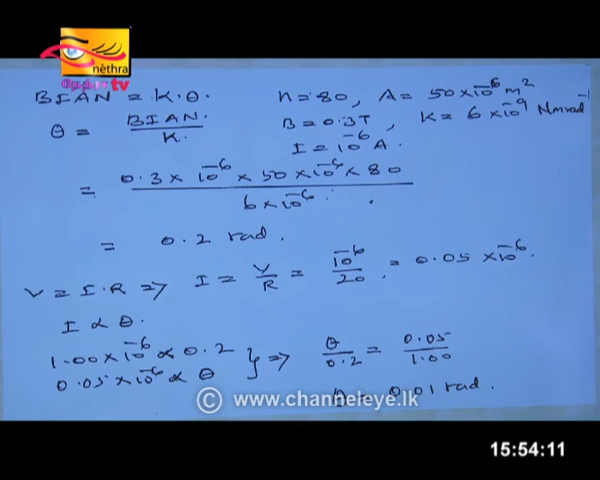 nēthra
நேத்ரா tv
BIAN = K.θ. n = 80, A = 50 × 10⁻⁶ m²
θ = BIAN / K. B = 0.3T, K = 6 × 10⁻⁹ Nm rad⁻¹
I = 10⁻⁶ A.
= 0.3 × 10⁻⁶ × 50 × 10⁻⁶ × 80 / 6 × 10⁻⁶
= 0.2 rad.
V = I.R => I = V/R = 10⁻⁶/20 = 0.05 × 10⁻⁶.
I ∝ θ.
1.00 × 10⁻⁶ ∝ 0.2 } => θ/0.2 = 0.05/1.00
0.05 × 10⁻⁶ ∝ θ
θ = 0.01 rad.
© www.channeleye.lk
15:54:11